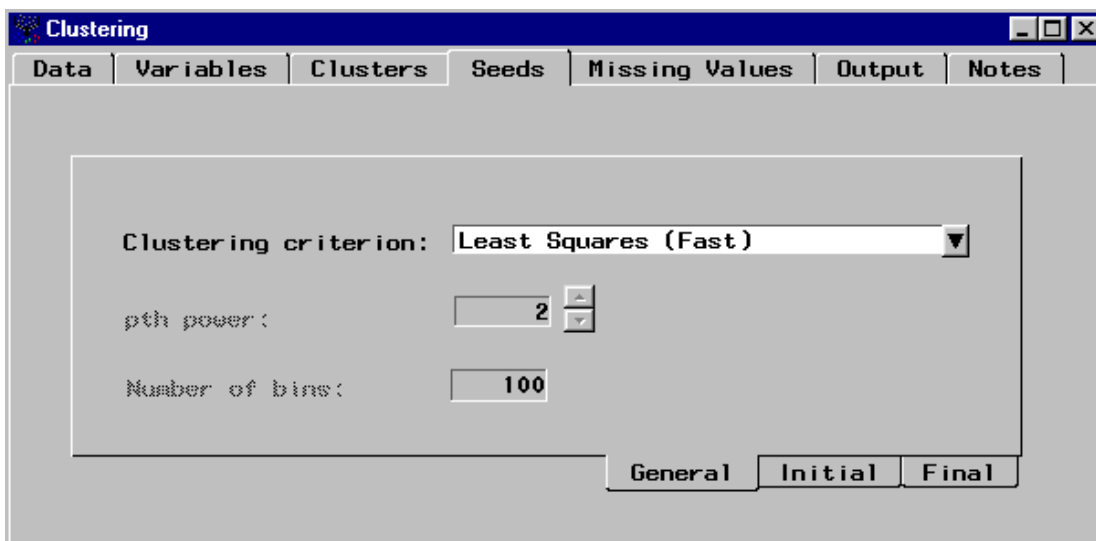 Clustering
Data Variables Clusters Seeds Missing Values Output Notes
Clustering criterion: Least Squares (Fast)
pth power: 2
Number of bins: 100
General Initial Final